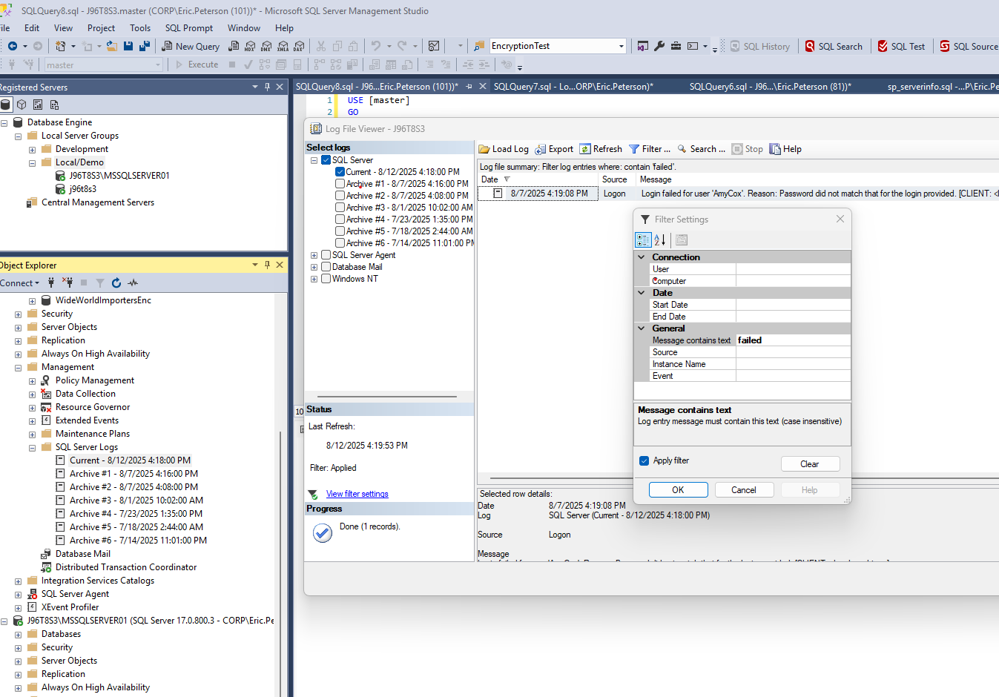 SQLQuery8.sql - J96T8S3.master (CORP\Eric.Peterson (101))* - Microsoft SQL Server Management Studio
ile Edit View Project Tools SQL Prompt Window Help
New Query MDX DMX XMLA DAX EncryptionTest SQL History SQL Search SQL Test SQL Source
master Execute
Registered Servers
Database Engine
Local Server Groups
Development
Local/Demo
J96T8S3\MSSQLSERVER01
j96t8s3
Central Management Servers
Object Explorer
Connect
WideWorldImportersEnc
Security
Server Objects
Replication
Always On High Availability
Management
Policy Management
Data Collection
Resource Governor
Extended Events
Maintenance Plans
SQL Server Logs
Current - 8/12/2025 4:18:00 PM
Archive #1 - 8/7/2025 4:16:00 PM
Archive #2 - 8/7/2025 4:08:00 PM
Archive #3 - 8/1/2025 10:02:00 AM
Archive #4 - 7/23/2025 1:35:00 PM
Archive #5 - 7/18/2025 2:44:00 AM
Archive #6 - 7/14/2025 11:01:00 PM
Database Mail
Distributed Transaction Coordinator
Integration Services Catalogs
SQL Server Agent
XEvent Profiler
J96T8S3\MSSQLSERVER01 (SQL Server 17.0.800.3 - CORP\Eric.Pe
Databases
Security
Server Objects
Replication
Always On High Availability
SQLQuery8.sql - J96...Eric.Peterson (101))* SQLQuery7.sql - Lo...ORP\Eric.Peterson)* SQLQuery6.sql - J96...\Eric.Peterson (81))* sp_serverinfo.sql -...P\Eric.Pe
1 USE [master]
2 GO
10
Log File Viewer - J96T8S3
Select logs
SQL Server
Current - 8/12/2025 4:18:00 PM
Archive #1 - 8/7/2025 4:16:00 PM
Archive #2 - 8/7/2025 4:08:00 PM
Archive #3 - 8/1/2025 10:02:00 AM
Archive #4 - 7/23/2025 1:35:00 PM
Archive #5 - 7/18/2025 2:44:00 AM
Archive #6 - 7/14/2025 11:01:00 PM
SQL Server Agent
Database Mail
Windows NT
Status
Last Refresh:
8/12/2025 4:19:53 PM
Filter: Applied
View filter settings
Progress
Done (1 records).
Load Log Export Refresh Filter ... Search ... Stop Help
Log file summary: Filter log entries where: contain 'failed'.
Date Source Message
8/7/2025 4:19:08 PM Logon Login failed for user 'AmyCox'. Reason: Password did not match that for the login provided. [CLIENT: <l
Filter Settings
Connection
User
Computer
Date
Start Date
End Date
General
Message contains text failed
Source
Instance Name
Event
Message contains text
Log entry message must contain this text (case insensitive)
Apply filter
Clear
OK Cancel Help
Selected row details:
Date 8/7/2025 4:19:08 PM
Log SQL Server (Current - 8/12/2025 4:18:00 PM)
Source Logon
Message